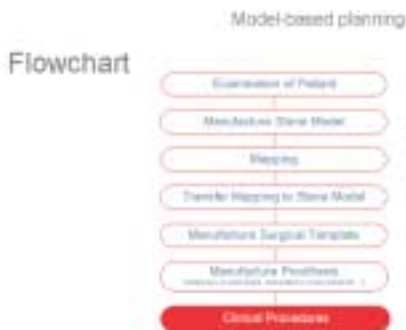 Model-based planning
Flowchart
Examination of Patient
Manufacture Stone Model
Mapping
Transfer Mapping to Stone Model
Manufacture Surgical Template
Manufacture Prosthesis
Clinical Procedures